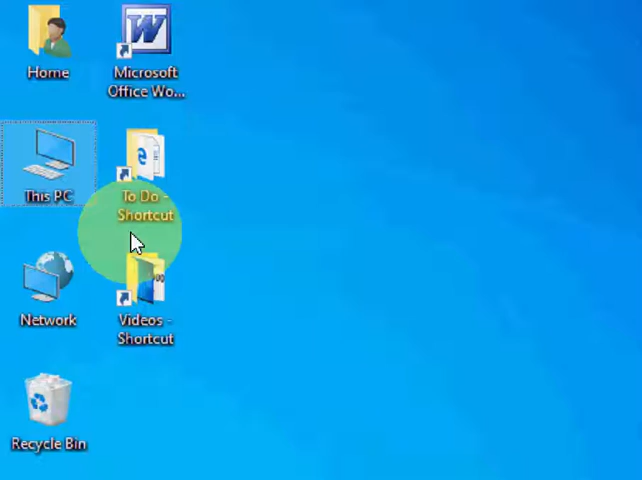 Home
Microsoft
Office Wo...
This PC
To Do -
Shortcut
Network
Videos -
Shortcut
Recycle Bin